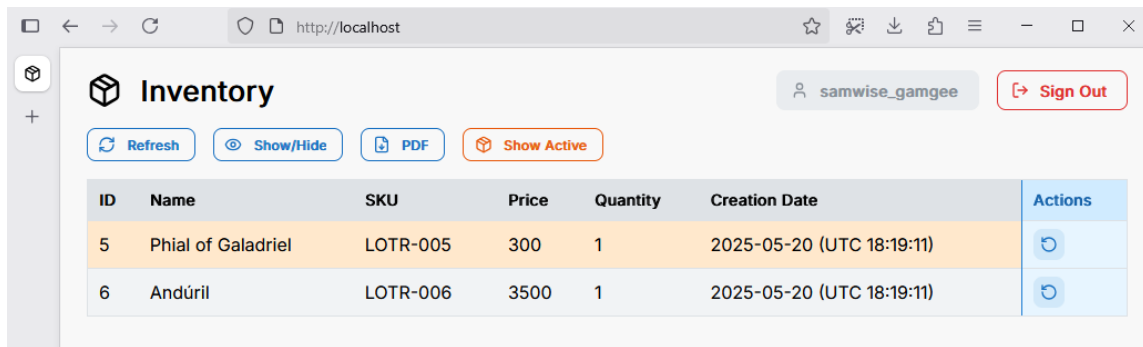 http://localhost
Inventory
samwise_gamgee
Sign Out
Refresh
Show/Hide
PDF
Show Active
ID Name SKU Price Quantity Creation Date Actions
5 Phial of Galadriel LOTR-005 300 1 2025-05-20 (UTC 18:19:11)
6 Andúril LOTR-006 3500 1 2025-05-20 (UTC 18:19:11)